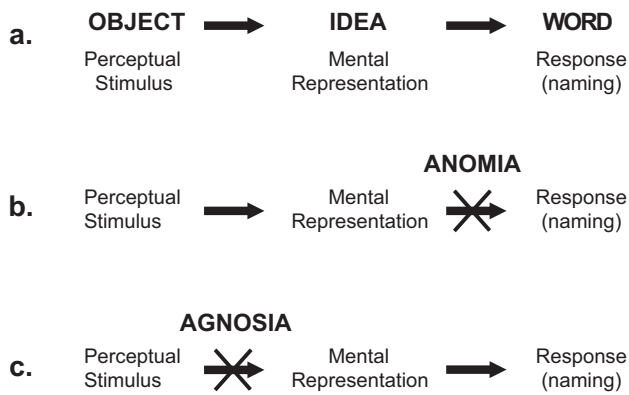 a. OBJECT IDEA WORD
Perceptual Mental Response
Stimulus Representation (naming)
ANOMIA
b. Perceptual Mental Response
Stimulus Representation (naming)
AGNOSIA
c. Perceptual Mental Response
Stimulus Representation (naming)